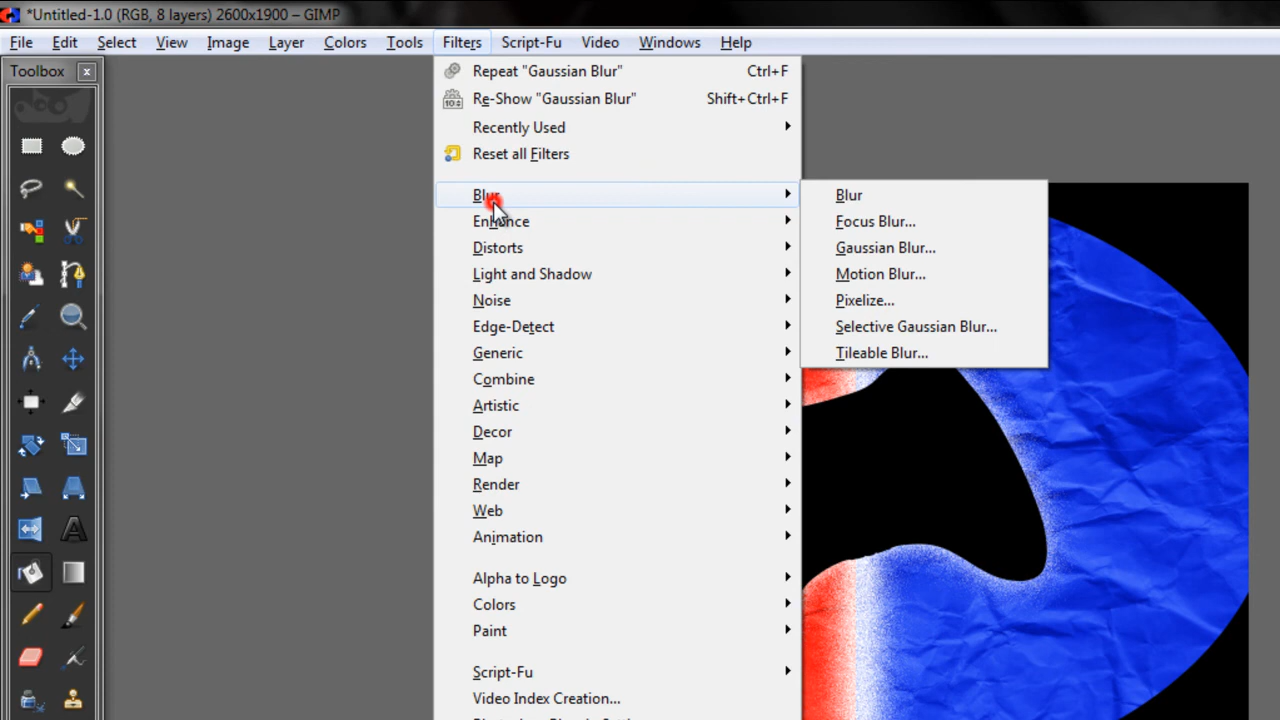 *Untitled-1.0 (RGB, 8 layers) 2600x1900 – GIMP
File Edit Select View Image Layer Colors Tools Filters Script-Fu Video Windows Help
Toolbox x
Repeat "Gaussian Blur" Ctrl+F
Re-Show "Gaussian Blur" Shift+Ctrl+F
Recently Used
Reset all Filters
Blur
Enhance
Distorts
Light and Shadow
Noise
Edge-Detect
Generic
Combine
Artistic
Decor
Map
Render
Web
Animation
Alpha to Logo
Colors
Paint
Script-Fu
Video Index Creation...
Blur
Focus Blur...
Gaussian Blur...
Motion Blur...
Pixelize...
Selective Gaussian Blur...
Tileable Blur...